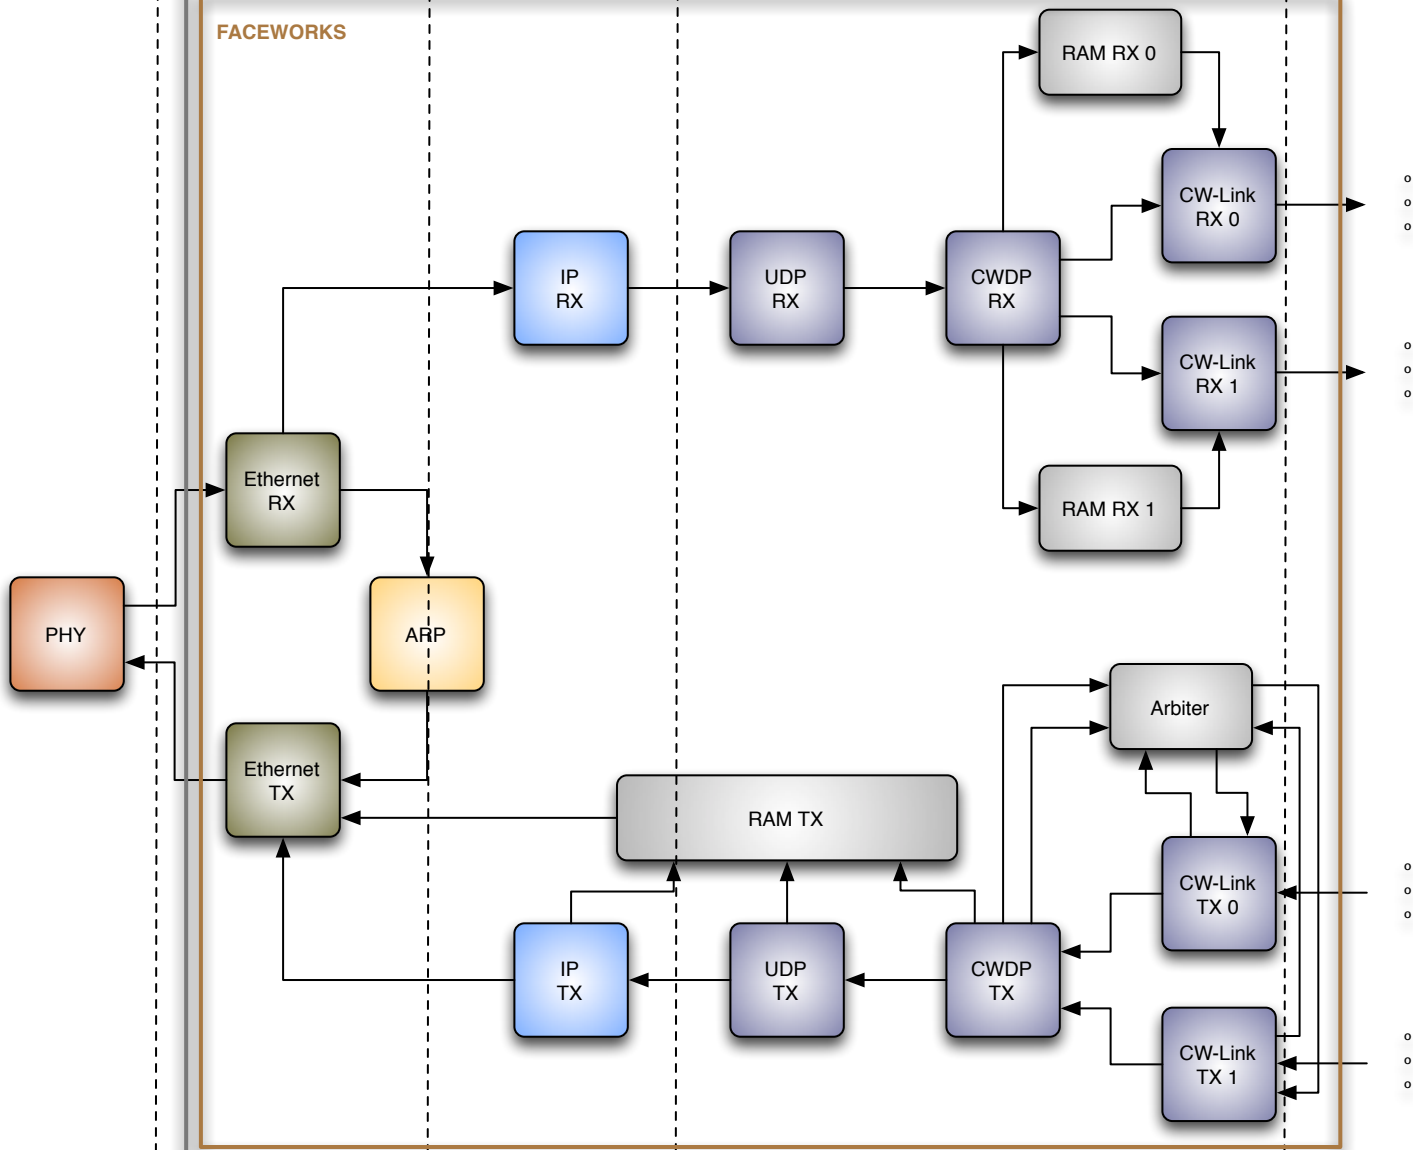 FACEWORKS
RAM RX 0
CW-Link
RX 0
IP
RX
UDP
RX
CWDP
RX
CW-Link
RX 1
Ethernet
RX
RAM RX 1
PHY
ARP
Arbiter
Ethernet
TX
RAM TX
CW-Link
TX 0
IP
TX
UDP
TX
CWDP
TX
CW-Link
TX 1